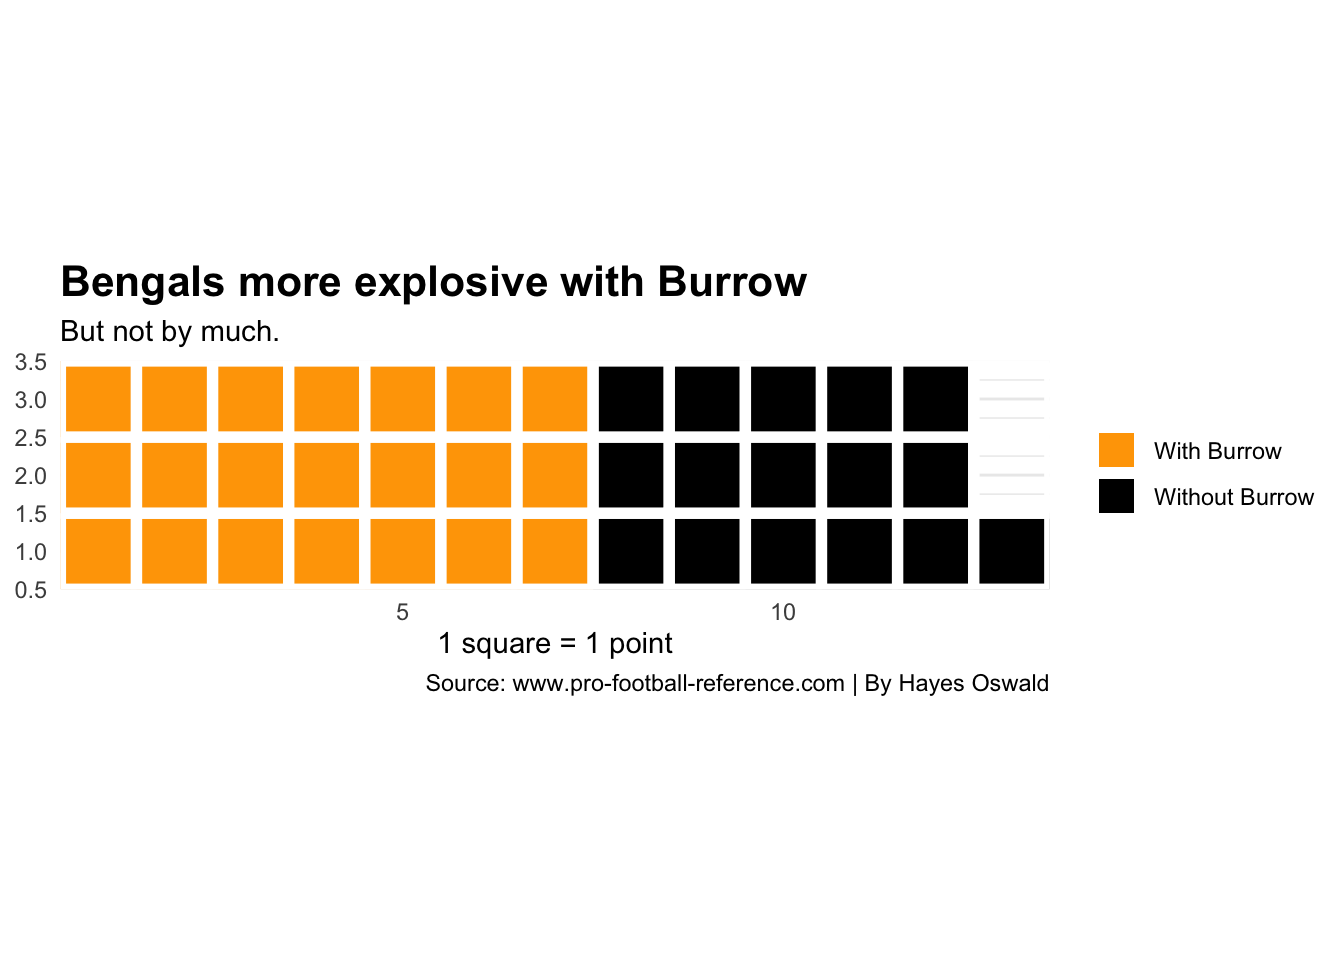 Bengals more explosive with Burrow
But not by much.
3.5
3.0
2.5
2.0
1.5
1.0
0.5
5 10
1 square = 1 point
Source: www.pro-football-reference.com | By Hayes Oswald
With Burrow
Without Burrow